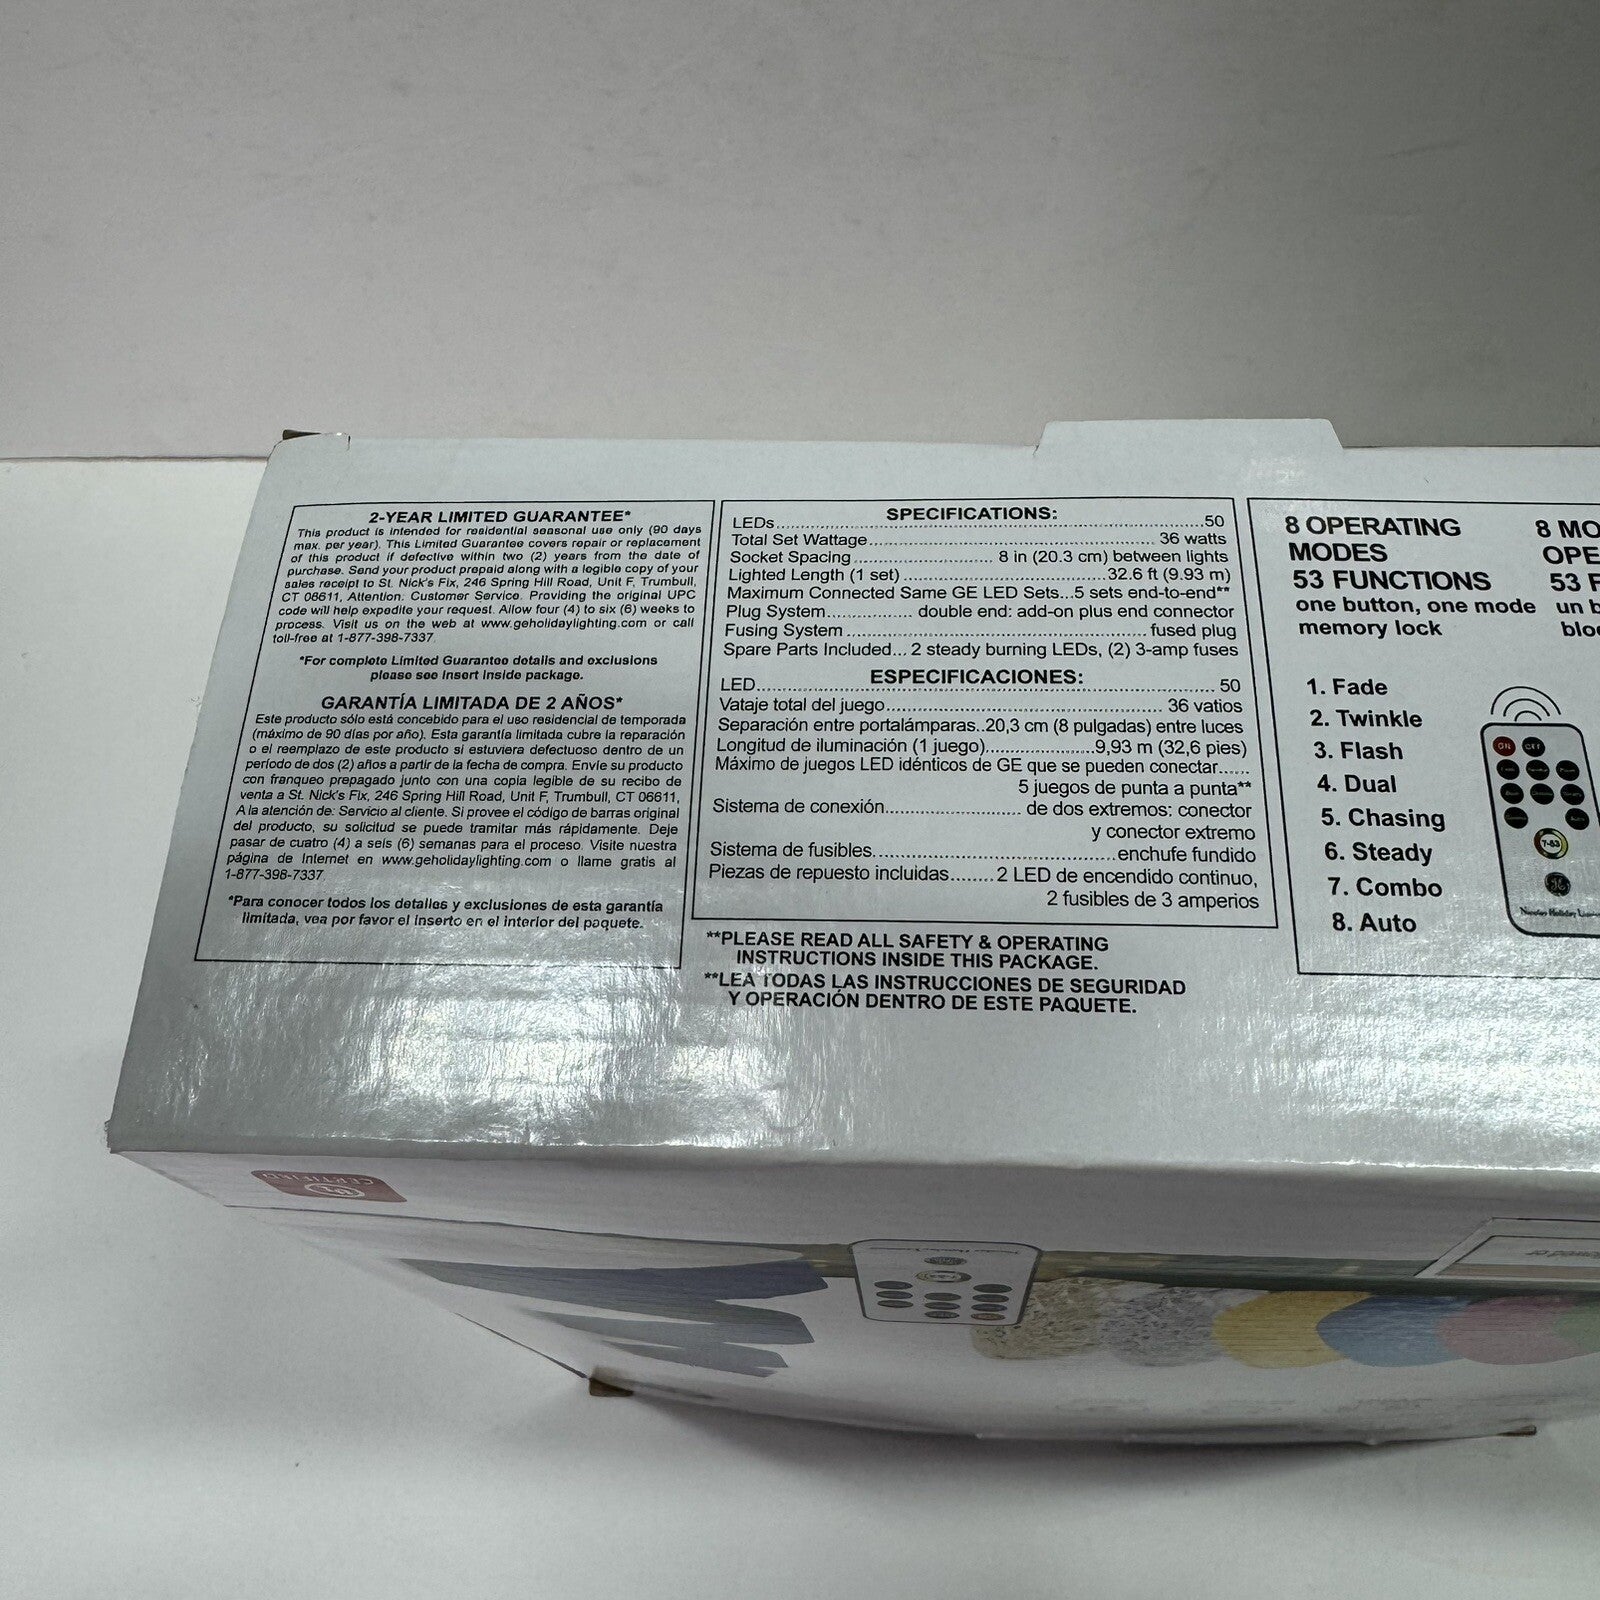 2-YEAR LIMITED GUARANTEE*
This product is intended for residential seasonal use only (90 days
max. per year). This Limited Guarantee covers repair or replacement
of this product if defective within two (2) years from the date of
purchase. Send your product prepaid along with a legible copy of your
sales receipt to St. Nick's Fix, 246 Spring Hill Road, Unit F, Trumbull,
CT 06611, Attention: Customer Service. Providing the original UPC
code will help expedite your request. Allow four (4) to six (6) weeks to
process. Visit us on the web at www.geholidaylighting.com or call
toll-free at 1-877-398-7337
*For complete Limited Guarantee details and exclusions
please see insert inside package.
GARANTÍA LIMITADA DE 2 AÑOS*
Este producto sólo está concebido para el uso residencial de temporada
(máximo de 90 días por año). Esta garantía limitada cubre la reparación
o el reemplazo de este producto si estuviera defectuoso dentro de un
período de dos (2) años a partir de la fecha de compra. Envíe su producto
con franqueo prepagado junto con una copia legible de su recibo de
venta a St. Nick's Fix, 246 Spring Hill Road, Unit F, Trumbull, CT 06611,
A la atención de: Servicio al cliente. Si provee el código de barras original
del producto, su solicitud se puede tramitar más rápidamente. Deje
pasar de cuatro (4) a seis (6) semanas para el proceso. Visite nuestra
página de Internet en www.geholidaylighting.com o llame gratis al
1-877-398-7337
*Para conocer todos los detalles y exclusiones de esta garantía
limitada, vea por favor el inserto en el interior del paquete.
SPECIFICATIONS:
LEDs..........50
Total Set Wattage..........36 watts
Socket Spacing..........8 in (20.3 cm) between lights
Lighted Length (1 set)..........32.6 ft (9.93 m)
Maximum Connected Same GE LED Sets...5 sets end-to-end**
Plug System..........double end: add-on plus end connector
Fusing System..........fused plug
Spare Parts Included... 2 steady burning LEDs, (2) 3-amp fuses
ESPECIFICACIONES:
LED..........50
Vataje total del juego..........36 vatios
Separación entre portalámparas..20,3 cm (8 pulgadas) entre luces
Longitud de iluminación (1 juego)..........9,93 m (32,6 pies)
Máximo de juegos LED idénticos de GE que se pueden conectar......
5 juegos de punta a punta**
Sistema de conexión..........de dos extremos: conector
y conector extremo
Sistema de fusibles..........enchufe fundido
Piezas de repuesto incluidas........2 LED de encendido continuo,
2 fusibles de 3 amperios
**PLEASE READ ALL SAFETY & OPERATING
INSTRUCTIONS INSIDE THIS PACKAGE.
**LEA TODAS LAS INSTRUCCIONES DE SEGURIDAD
Y OPERACIÓN DENTRO DE ESTE PAQUETE.
8 OPERATING
MODES
53 FUNCTIONS
one button, one mode
memory lock
1. Fade
2. Twinkle
3. Flash
4. Dual
5. Chasing
6. Steady
7. Combo
8. Auto
8 MO
OPE
53 F
un b
bloc
ON OFF
7-53
GE
CERTIFIED
UL